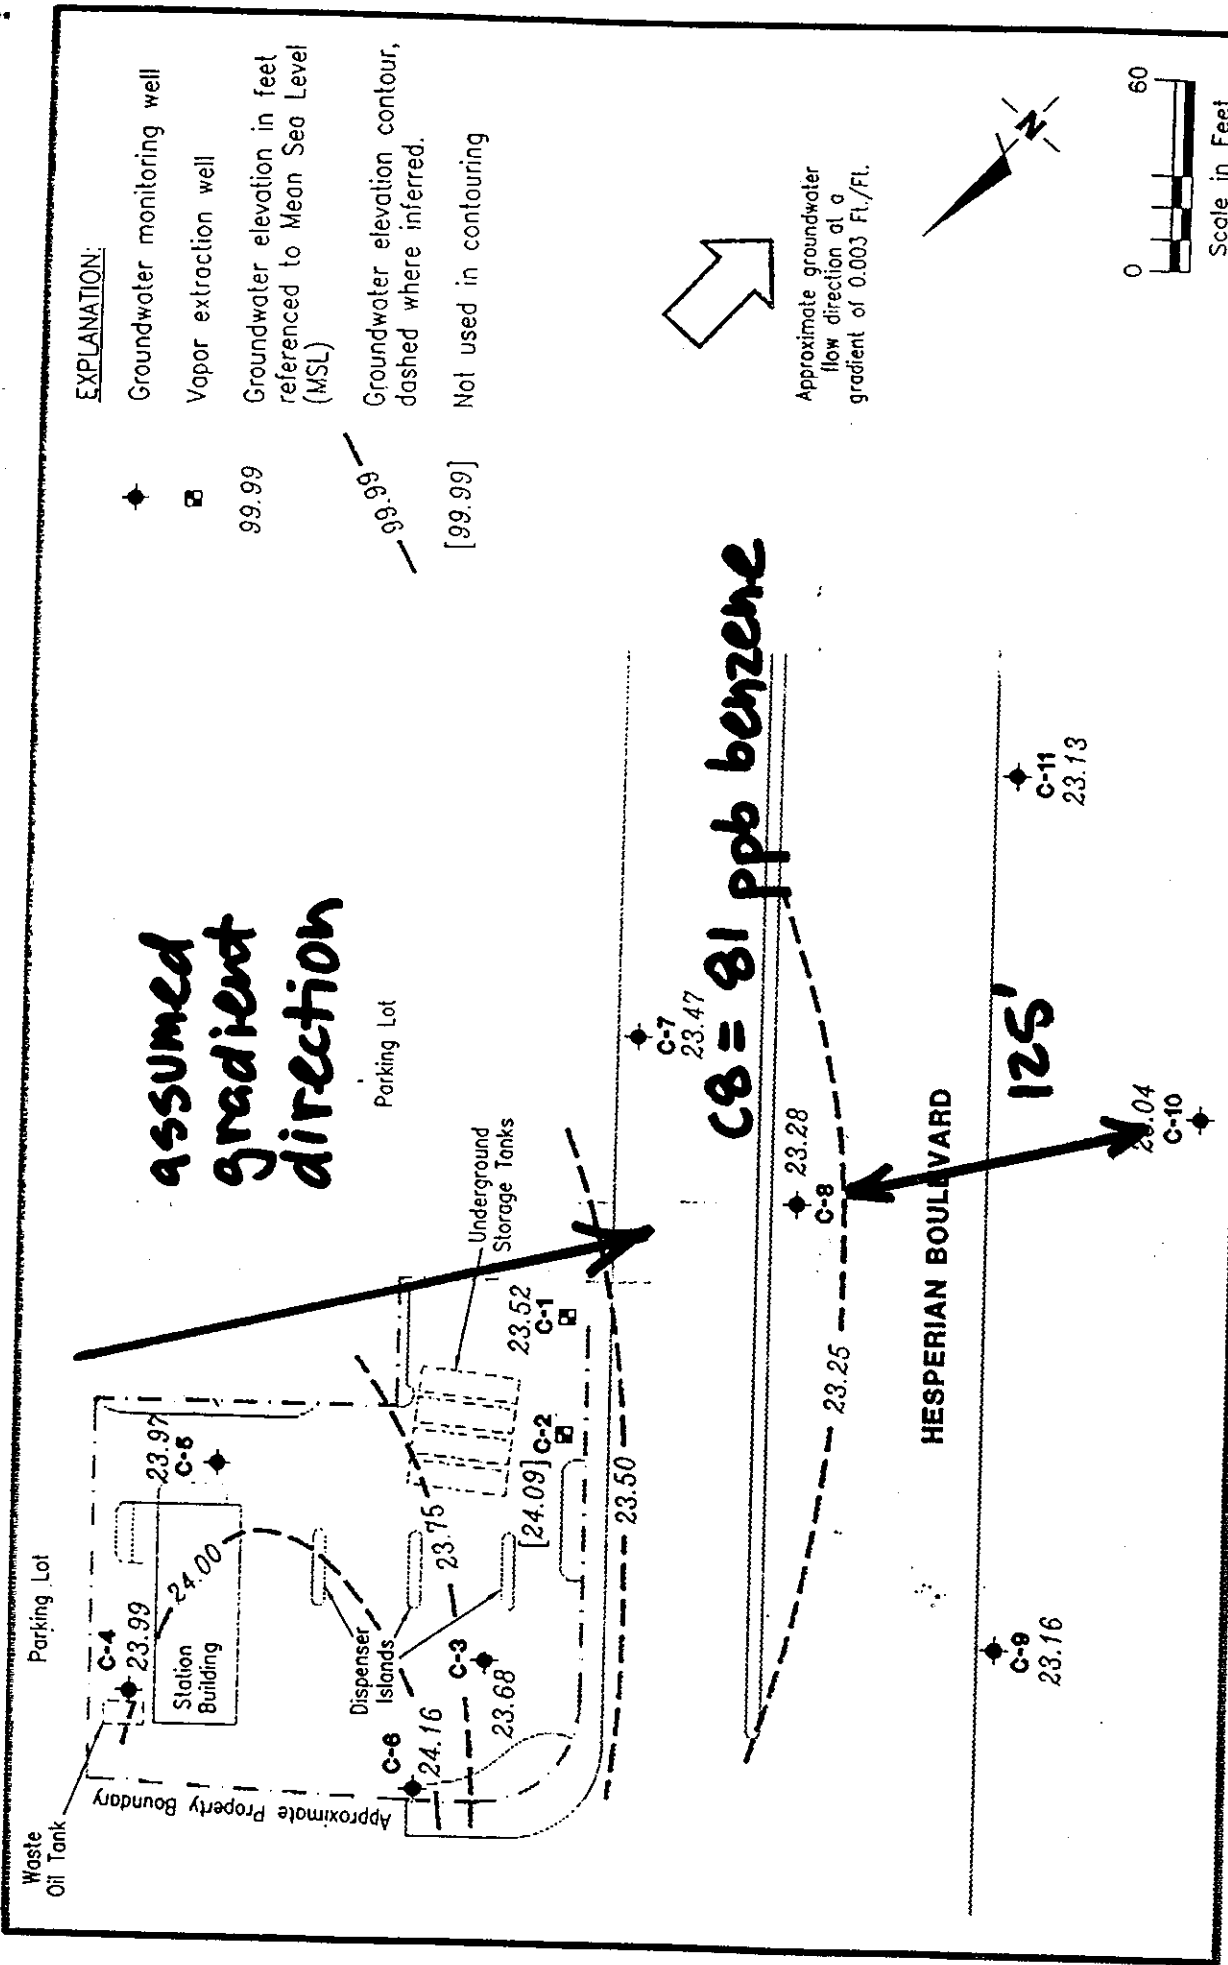 EXPLANATION:
Groundwater monitoring well
Vapor extraction well
99.99 Groundwater elevation in feet
referenced to Mean Sea Level
(MSL)
99.99 Groundwater elevation contour,
dashed where inferred.
[99.99] Not used in contouring
assumed
gradient
direction
Parking Lot
Parking Lot
Waste
Oil Tank
C-4
23.99
Station
Building
24.00
23.97
C-5
Approximate Property Boundary
Dispenser
Islands
C-6
24.16
23.75
C-3
23.68
[24.09]
C-2
23.52
C-1
Underground
Storage Tanks
23.50
C-7
23.47
C8 = 81 ppb benzene
23.28
C-8
23.25
HESPERIAN BOULEVARD
125'
C-9
23.16
.04
C-10
C-11
23.13
Approximate groundwater
flow direction at a
gradient of 0.003 Ft./Ft.
N
0 60
Scale in Feet